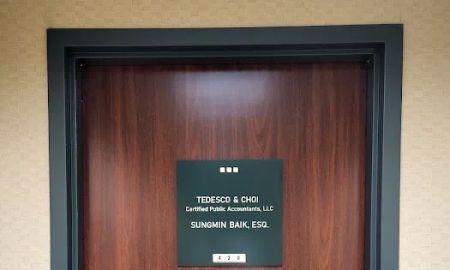 TEDESCO & CHOI
Certified Public Accountants, LLC
SUNGMIN BAIK, ESQ.